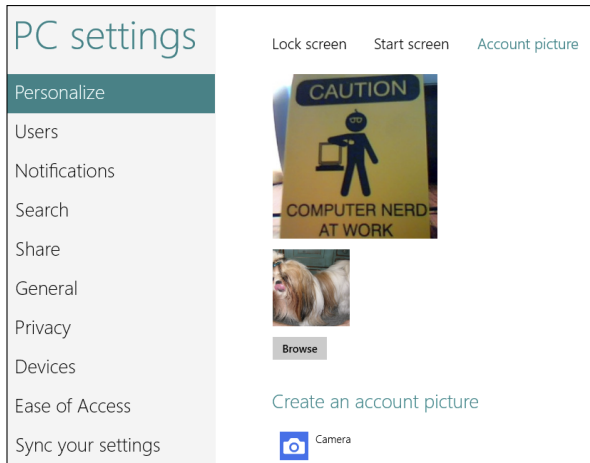 PC settings
Personalize
Users
Notifications
Search
Share
General
Privacy
Devices
Ease of Access
Sync your settings
Lock screen Start screen Account picture
CAUTION
COMPUTER NERD
AT WORK
Browse
Create an account picture
Camera